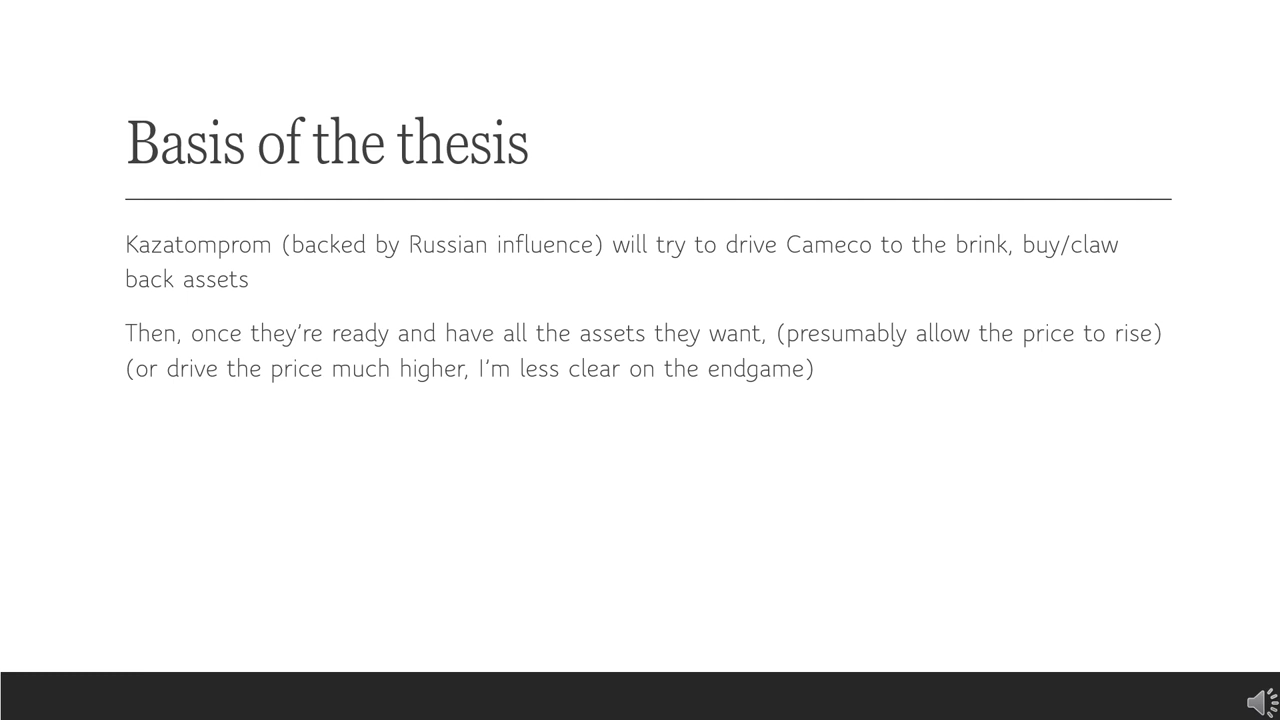 Basis of the thesis
Kazatomprom (backed by Russian influence) will try to drive Cameco to the brink, buy/claw
back assets
Then, once they’re ready and have all the assets they want, (presumably allow the price to rise)
(or drive the price much higher, I’m less clear on the endgame)